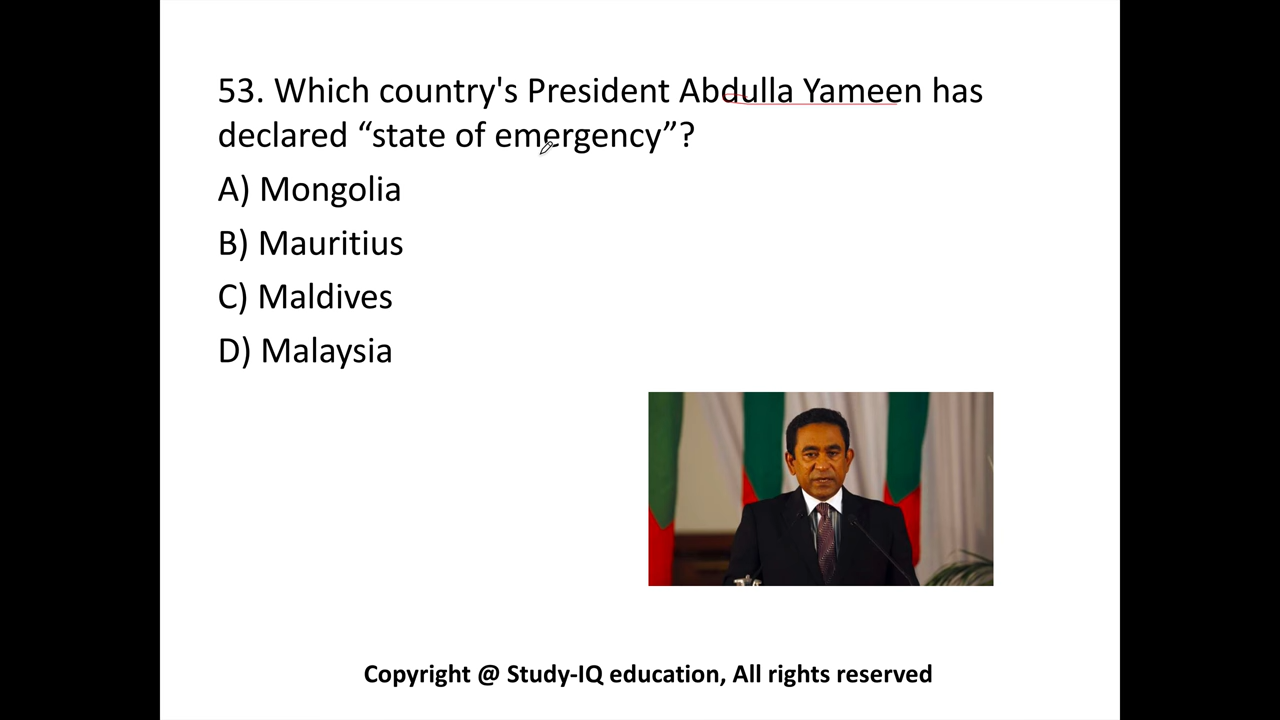 53. Which country's President Abdulla Yameen has
declared “state of emergency”?
A) Mongolia
B) Mauritius
C) Maldives
D) Malaysia
Copyright @ Study-IQ education, All rights reserved